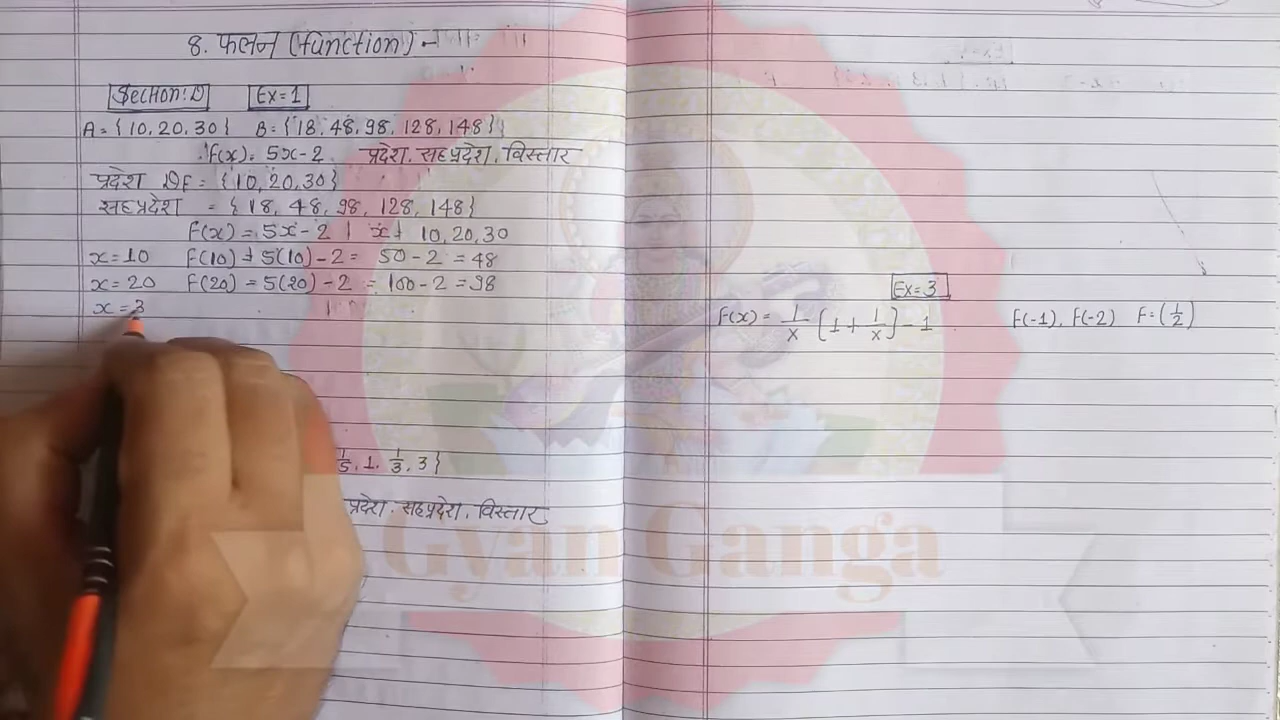 8. फलन (function) -
Section: D Ex=1
A = {10, 20, 30} B = {18, 48, 98, 128, 148}
F(x) = 5x-2 प्रदेश, सहप्रदेश, विस्तार
प्रदेश DF = {10, 20, 30}
सहप्रदेश = {18, 48, 98, 128, 148}
F(x) = 5x-2 | x+ 10, 20, 30
x=10 F(10) = 5(10)-2 = 50-2 = 48
x=20 F(20) = 5(20)-2 = 100-2 = 98
x=3
1/5, 1, 1/3, 3}
प्रदेश, सहप्रदेश, विस्तार
Ex=3
F(x) = 1/x [1+1/x]-1 F(-1), F(-2) F=(1/2)
Gyan Ganga